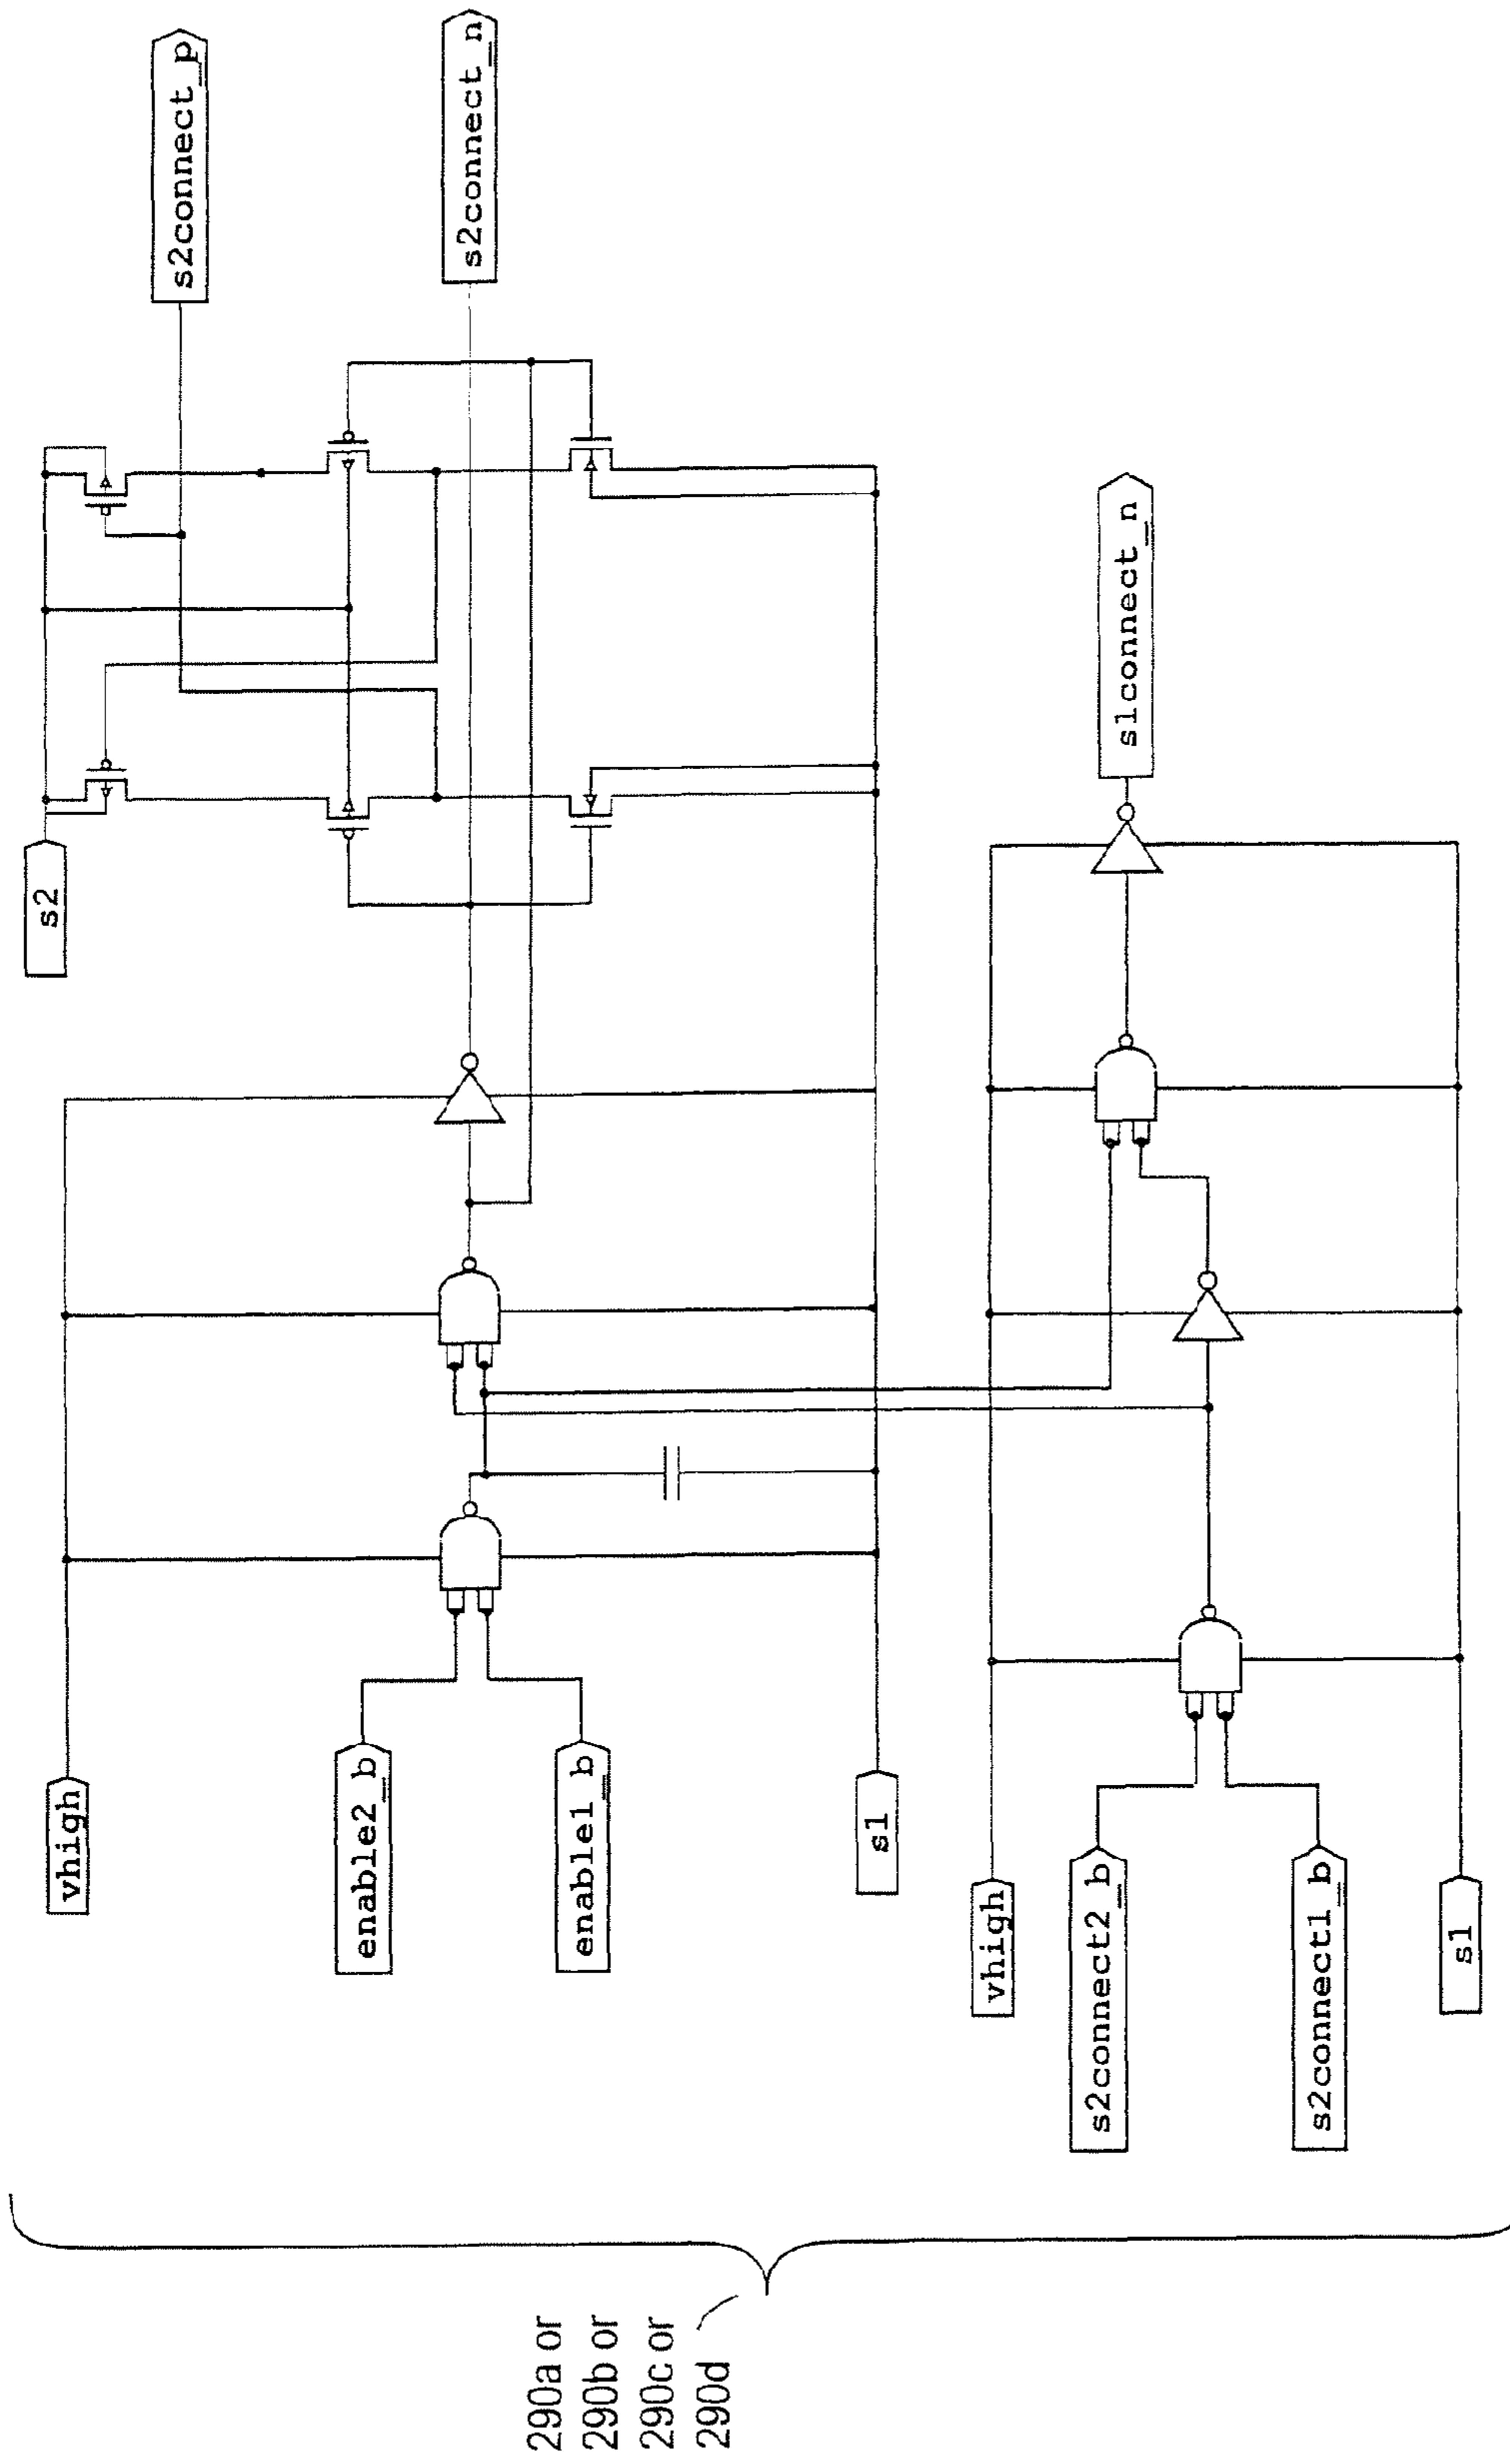 290a or
290b or
290c or
290d
vhigh
enable2_b
enable1_b
s1
s2
s2connect_p
s2connect_n
vhigh
s2connect2_b
s2connect1_b
s1
s1connect_n